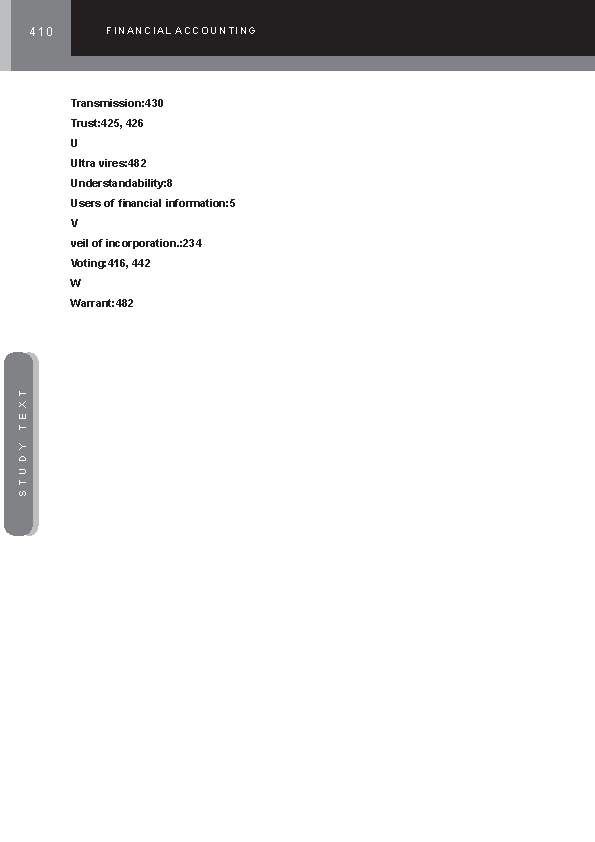 410
FINANCIAL ACCOUNTING
Transmission:430
Trust:425, 426
U
Ultra vires:482
Understandability:8
Users of financial information:5
V
veil of incorporation.:234
Voting:416, 442
W
Warrant:482
STUDY TEXT